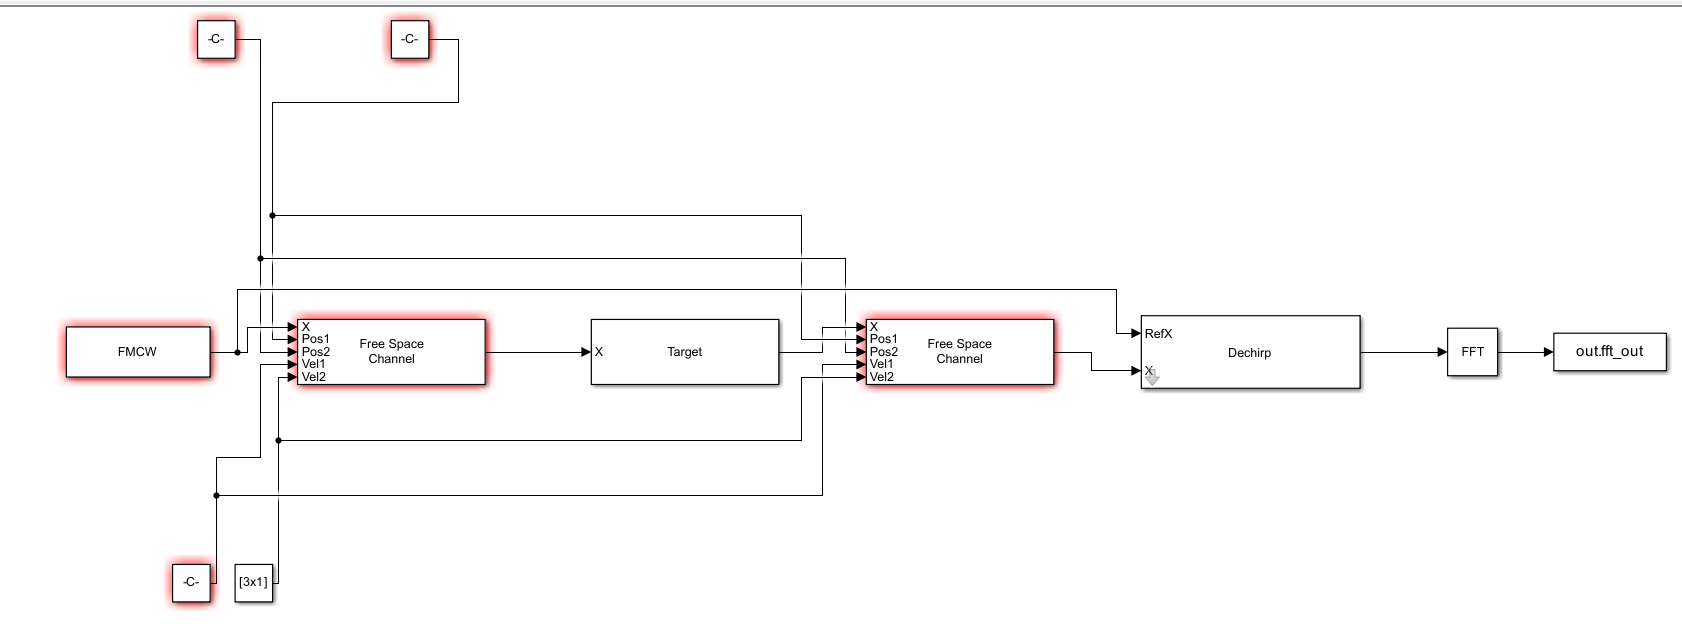 -C-
-C-
FMCW
X
Pos1
Pos2
Vel1
Vel2
Free Space
Channel
X
Target
X
Pos1
Pos2
Vel1
Vel2
Free Space
Channel
RefX
X
Dechirp
FFT
out.fft_out
-C-
[3x1]